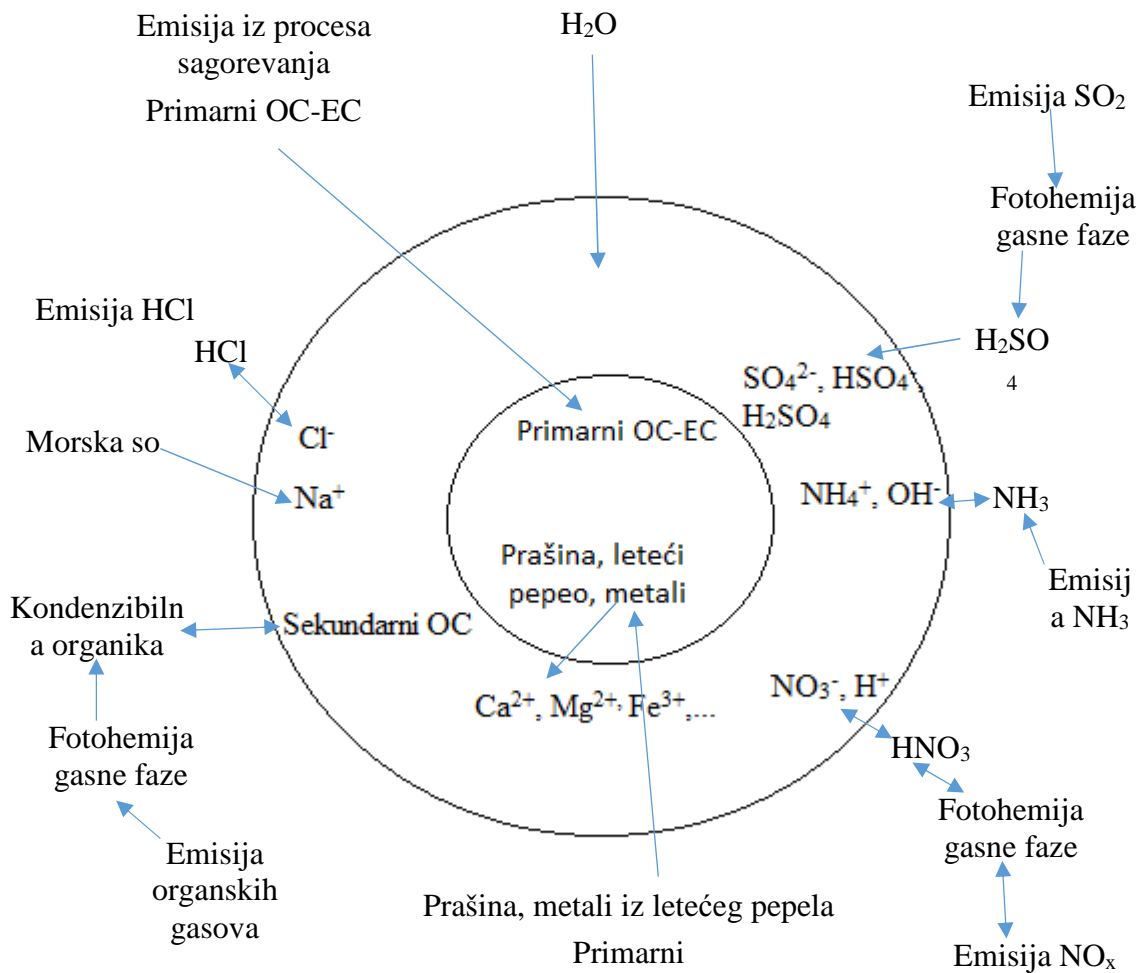 Emisija iz procesa
sagorevanja
Primarni OC-EC
H₂O
Emisija SO₂
Fotohemija
gasne faze
H₂SO
4
Emisija HCl
HCl
Cl⁻
Morska so
Na⁺
SO₄²⁻, HSO₄⁻,
H₂SO₄
Primarni OC-EC
NH₄⁺, OH⁻
NH₃
Emisij
a NH₃
Prašina, leteći
pepeo, metali
Kondenzibiln
a organika
Sekundarni OC
Ca²⁺, Mg²⁺, Fe³⁺,...
NO₃⁻, H⁺
HNO₃
Fotohemija
gasne faze
Fotohemija
gasne faze
Emisija
organskih
gasova
Prašina, metali iz letećeg pepela
Primarni
Emisija NOₓ